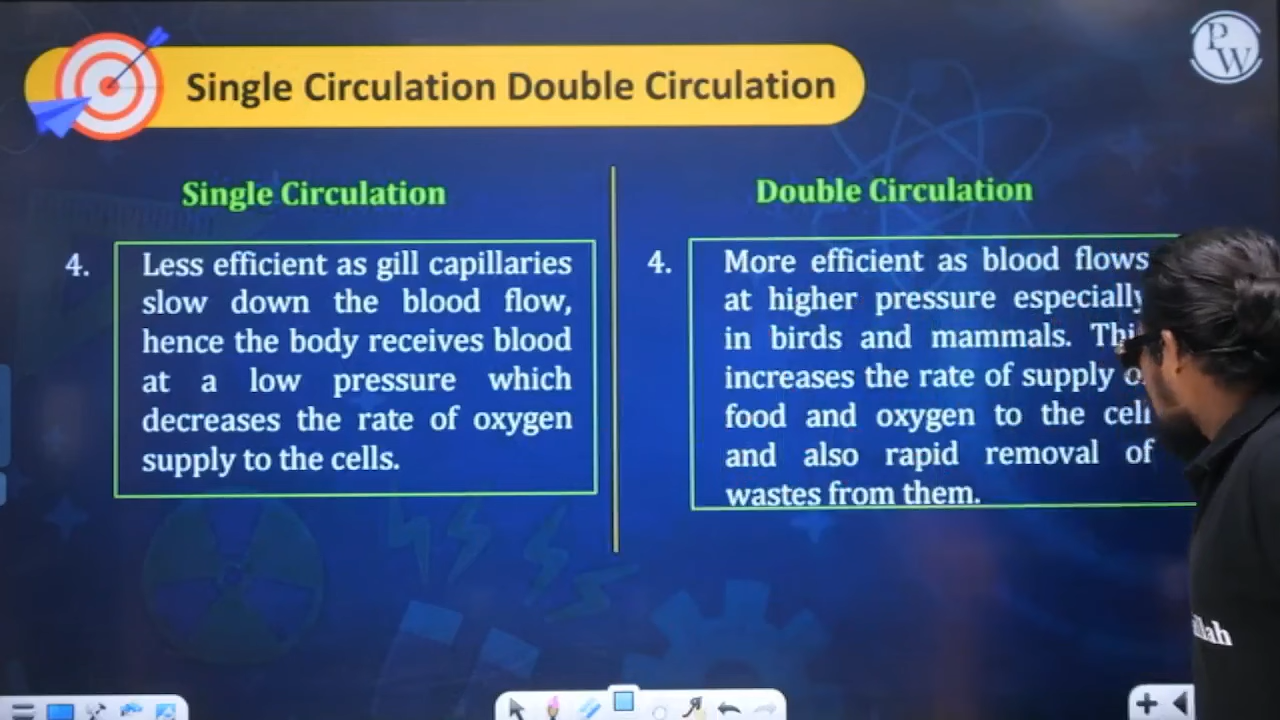 PW
Single Circulation Double Circulation
Single Circulation
4.
Less efficient as gill capillaries
slow down the blood flow,
hence the body receives blood
at a low pressure which
decreases the rate of oxygen
supply to the cells.
Double Circulation
4.
More efficient as blood flows
at higher pressure especially
in birds and mammals.
increases the rate of supply
food and oxygen to the
and also rapid removal of
wastes from them.